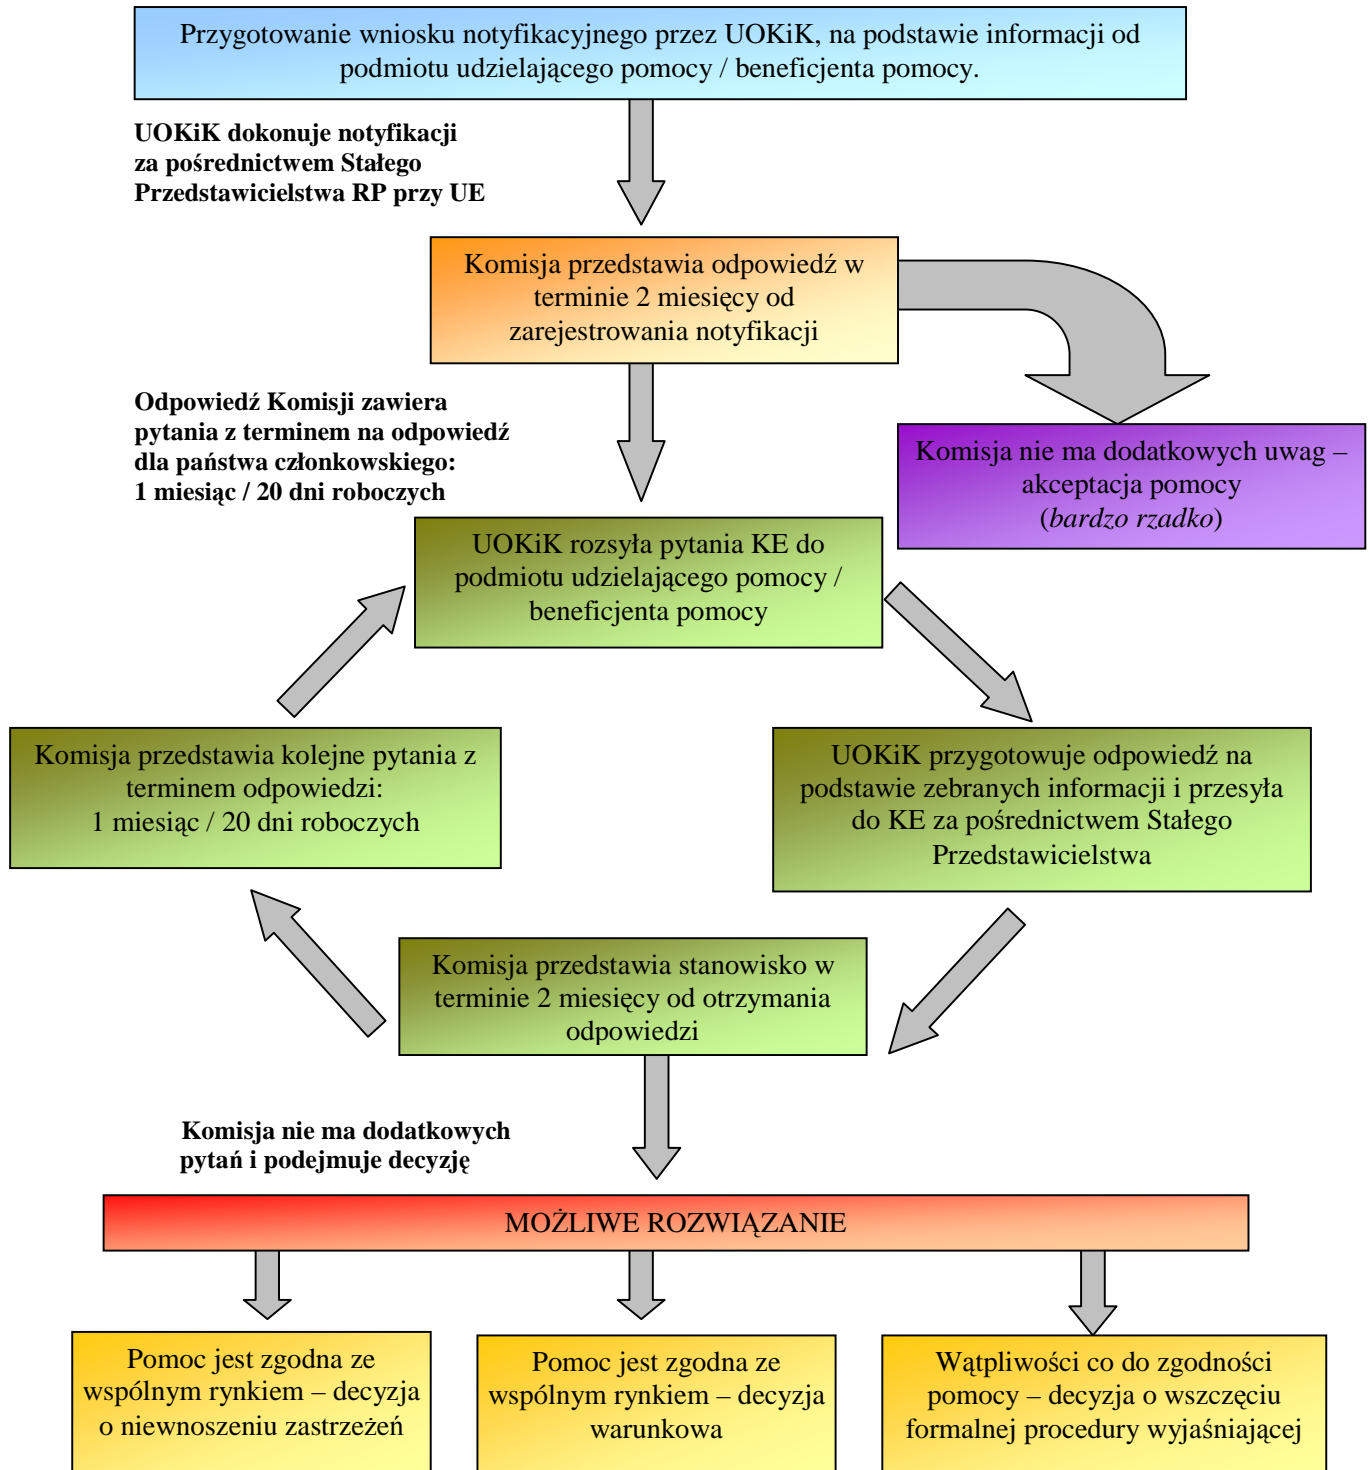 Przygotowanie wniosku notyfikacyjnego przez UOKiK, na podstawie informacji od
podmiotu udzielającego pomocy / beneficjenta pomocy.
UOKiK dokonuje notyfikacji
za pośrednictwem Stałego
Przedstawicielstwa RP przy UE
Komisja przedstawia odpowiedź w
terminie 2 miesięcy od
zarejestrowania notyfikacji
Odpowiedź Komisji zawiera
pytania z terminem na odpowiedź
dla państwa członkowskiego:
1 miesiąc / 20 dni roboczych
Komisja nie ma dodatkowych uwag –
akceptacja pomocy
(bardzo rzadko)
UOKiK rozsyła pytania KE do
podmiotu udzielającego pomocy /
beneficjenta pomocy
Komisja przedstawia kolejne pytania z
terminem odpowiedzi:
1 miesiąc / 20 dni roboczych
UOKiK przygotowuje odpowiedź na
podstawie zebranych informacji i przesyła
do KE za pośrednictwem Stałego
Przedstawicielstwa
Komisja przedstawia stanowisko w
terminie 2 miesięcy od otrzymania
odpowiedzi
Komisja nie ma dodatkowych
pytań i podejmuje decyzję
MOŻLIWE ROZWIĄZANIE
Pomoc jest zgodna ze
wspólnym rynkiem – decyzja
o niewnoszeniu zastrzeżeń
Pomoc jest zgodna ze
wspólnym rynkiem – decyzja
warunkowa
Wątpliwości co do zgodności
pomocy – decyzja o wszczęciu
formalnej procedury wyjaśniającej